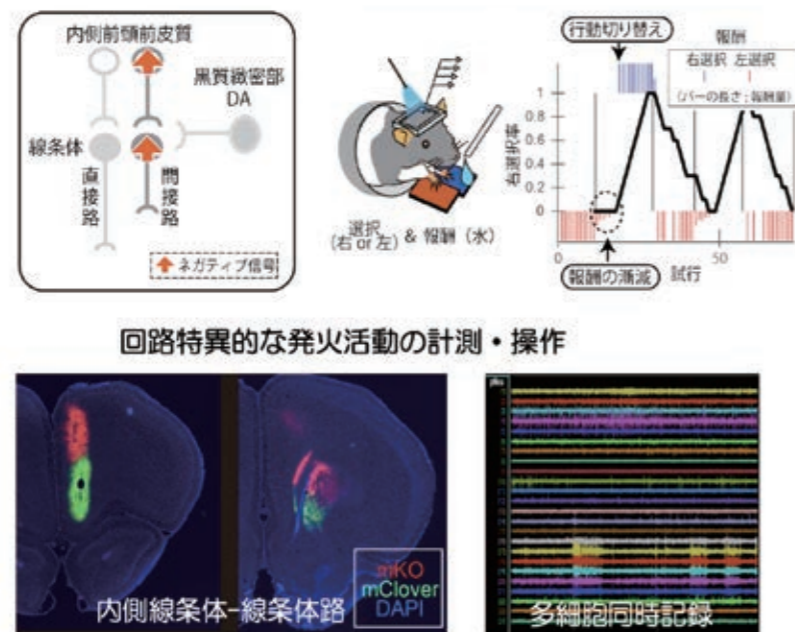 内側前頭前皮質
黒質緻密部
DA
線条体
直接路
間接路
ネガティブ信号
選択
(右 or 左)
& 報酬（水）
行動切り替え
報酬
右選択 左選択
(バーの長さ；報酬量)
右選択率
1
0.8
0.6
0.4
0.2
0
0
50
試行
報酬の漸減
回路特異的な発火活動の計測・操作
mKO
mClover
DAPI
内側線条体-線条体路
多細胞同時記録